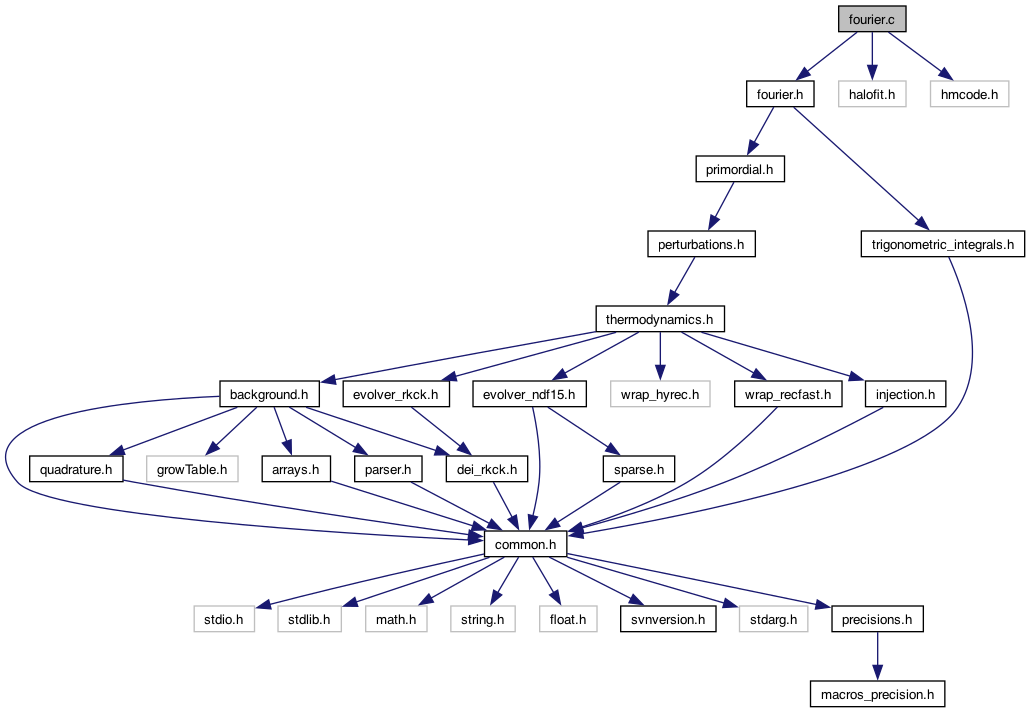 fourier.c
fourier.h
halofit.h
hmcode.h
primordial.h
perturbations.h
trigonometric_integrals.h
thermodynamics.h
background.h
evolver_rkck.h
evolver_ndf15.h
wrap_hyrec.h
wrap_recfast.h
injection.h
quadrature.h
growTable.h
arrays.h
parser.h
dei_rkck.h
sparse.h
common.h
stdio.h
stdlib.h
math.h
string.h
float.h
svnversion.h
stdarg.h
precisions.h
macros_precision.h